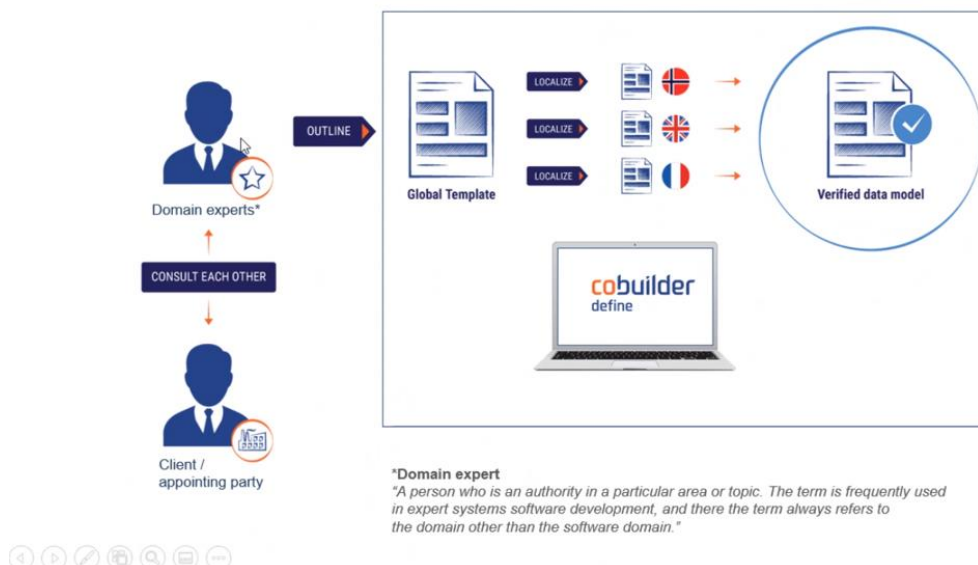 Domain experts*
CONSULT EACH OTHER
Client /
appointing party
OUTLINE
Global Template
LOCALIZE
LOCALIZE
LOCALIZE
Verified data model
cobuilder
define
*Domain expert
"A person who is an authority in a particular area or topic. The term is frequently used
in expert systems software development, and there the term always refers to
the domain other than the software domain."